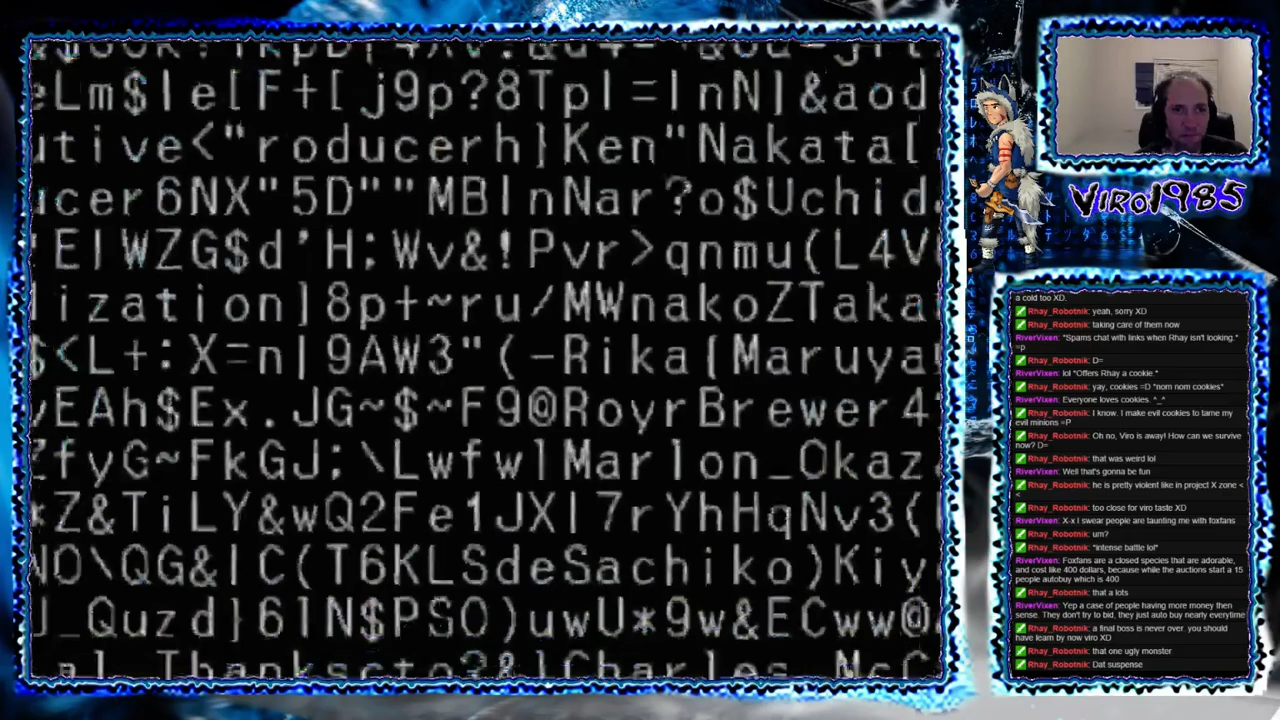 eLm$|e[F+[ j9p?8Tpl=lnN]&aod
utive<"roducerh}Ken"Nakata[
ucer6NX"5D""MB|nNar?o$Uchid
'E|WZG$d'H:Wv&!Pvr>qnmu(L4V
lization]8p+~ru/MWnakoZTaka
$<L+:X=n|9AW3"(-Rika{Maruya
EAh$Ex.JG~$~F9@RoyrBrewer4
ZfyG~FkGJ.\_wfwlMarlon_Okaz
*Z&TiLY&wQ2Fe1JX|7rYhHqNv3(
NO\QG&|C(T6KLSdeSachiko)Kiy
J_Quzd]6lN$PSO)uwU*9w&ECww@
al_Thankscto?&}Charles_McC
VIRO1985
a cold too XD.
Rhay_Robotnik: yeah, sorry XD
Rhay_Robotnik: taking care of them now
RiverVixen: "Spams chat with links when Rhay isn't looking."
=p
Rhay_Robotnik: D=
RiverVixen: lol "Offers Rhay a cookie."
Rhay_Robotnik: yay, cookies =D *nom nom cookies*
RiverVixen: Everyone loves cookies. ^_^
Rhay_Robotnik: I know. I make evil cookies to tame my
evil minions =P
Rhay_Robotnik: Oh no, Viro is away! How can we survive
now? D=
Rhay_Robotnik: that was weird lol
RiverVixen: Well that's gonna be fun
Rhay_Robotnik: he is pretty violent like in project X zone <
<
Rhay_Robotnik: too close for viro taste XD
RiverVixen: X-x I swear people are taunting me with foxfans
Rhay_Robotnik: um?
Rhay_Robotnik: *intense battle lol*
RiverVixen: Foxfans are a closed species that are adorable,
and cost like 400 dollars, because while the auctions start a 15
people autobuy which is 400
Rhay_Robotnik: that a lots
RiverVixen: Yep a case of people having more money then
sense. They don't try to bid, they just auto buy nearly everytime
Rhay_Robotnik: a final boss is never over. you should
have learn by now viro XD
Rhay_Robotnik: that one ugly monster
Rhay_Robotnik: Dat suspense